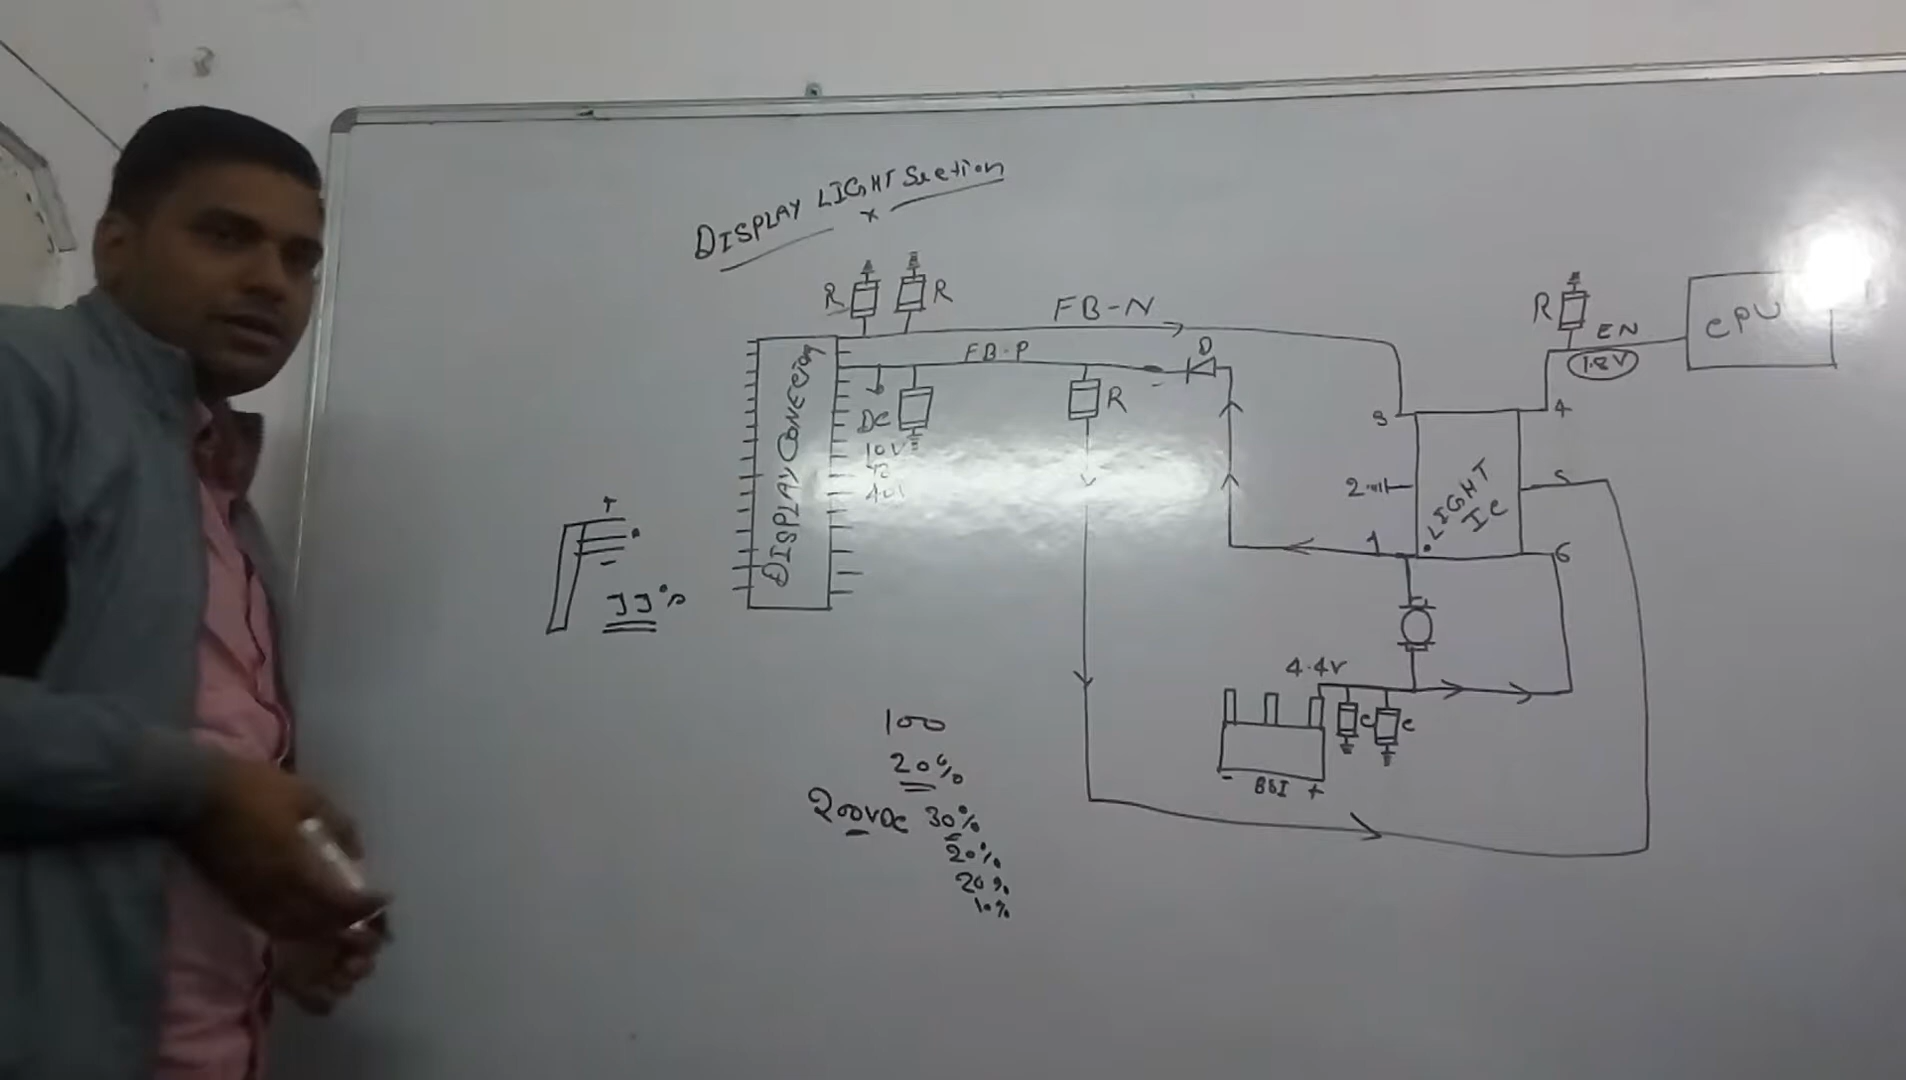 DISPLAY LIGHT Section
R
R
FB-N
R
EN
1.8V
CPU
FB-P
D
DISPLAY CONECTOR
DC
10V
R
3
4
2
5
LIGHT
IC
1
6
4.4V
C
C
- BSI +
+
-
100
20%
200VDC 30%
20%
20%
10%